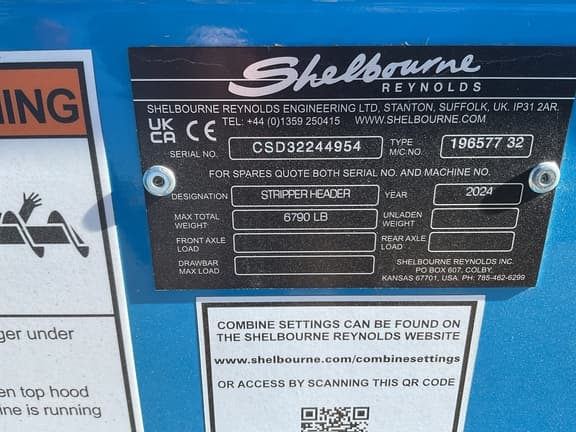 NING
Shelbourne
REYNOLDS
SHELBOURNE REYNOLDS ENGINEERING LTD, STANTON, SUFFOLK, UK. IP31 2AR.
TEL: +44 (0)1359 250415 WWW.SHELBOURNE.COM
UK
CA CE
SERIAL NO. CSD32244954 TYPE M/C NO. 196577 32
FOR SPARES QUOTE BOTH SERIAL NO. AND MACHINE NO.
DESIGNATION STRIPPER HEADER YEAR 2024
MAX TOTAL WEIGHT 6790 LB UNLADEN WEIGHT
FRONT AXLE LOAD REAR AXLE LOAD
DRAWBAR MAX LOAD
SHELBOURNE REYNOLDS INC.
PO BOX 607, COLBY,
KANSAS 67701, USA. PH: 785-462-6299
ger under
en top hood
ine is running
COMBINE SETTINGS CAN BE FOUND ON
THE SHELBOURNE REYNOLDS WEBSITE
www.shelbourne.com/combinesettings
OR ACCESS BY SCANNING THIS QR CODE